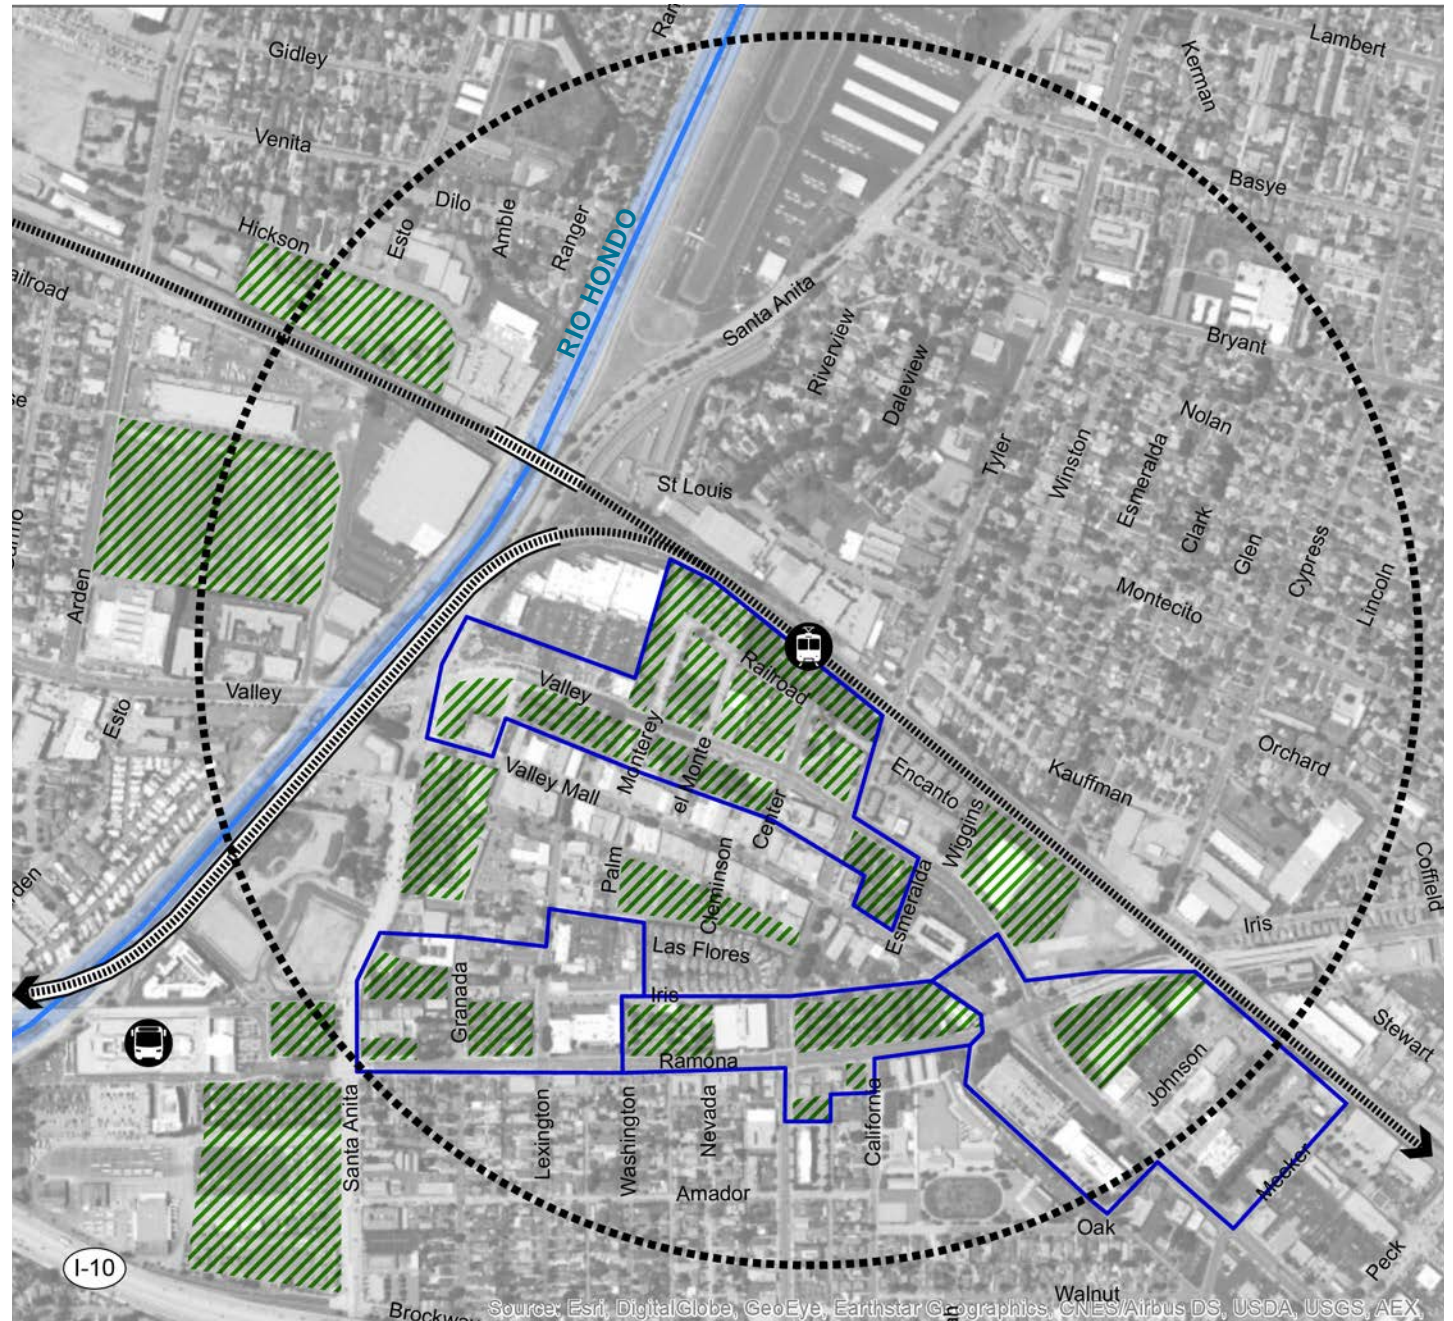 Gidley
Lambert
Kerman
Venita
Basye
Dilo
Amble
Esto
Ranger
Hickson
RIO HONDO
Santa Anita
Riverview
Daleview
Bryant
Nolan
Tyler
Winston
Esmeralda
St Louis
Clark
Glen
Cypress
Lincoln
Montecito
Arden
Railroad
Valley
Valley
Esto
Monterey
el Monte
Valley Mall
Center
Encanto
Kauffman
Orchard
Wiggins
Palm
Cleminson
Esmeralda
Coffield
Iris
Las Flores
Granada
Iris
Stewart
Ramona
Johnson
Santa Anita
Lexington
Washington
Nevada
California
Amador
Meeker
Oak
Peck
I-10
Walnut
Source: Esri, DigitalGlobe, GeoEye, Earthstar Geographics, CNES/Airbus DS, USDA, USGS, AEX,